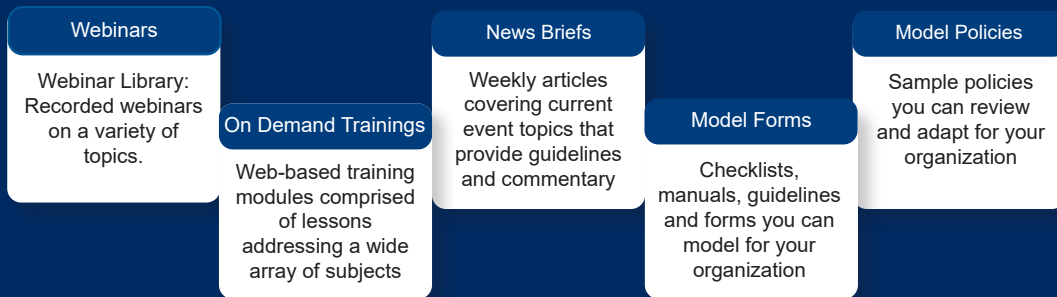 Webinars
Webinar Library:
Recorded webinars
on a variety of
topics.
On Demand Trainings
Web-based training
modules comprised
of lessons
addressing a wide
array of subjects
News Briefs
Weekly articles
covering current
event topics that
provide guidelines
and commentary
Model Forms
Checklists,
manuals, guidelines
and forms you can
model for your
organization
Model Policies
Sample policies
you can review
and adapt for your
organization